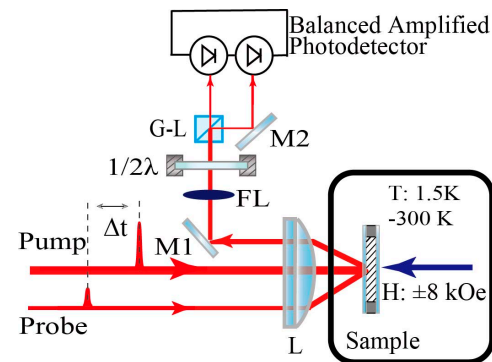 Balanced Amplified
Photodetector
G-L
M2
1/2λ
FL
T: 1.5K
-300 K
Δt
Pump
M1
H: ±8 kOe
Probe
L
Sample